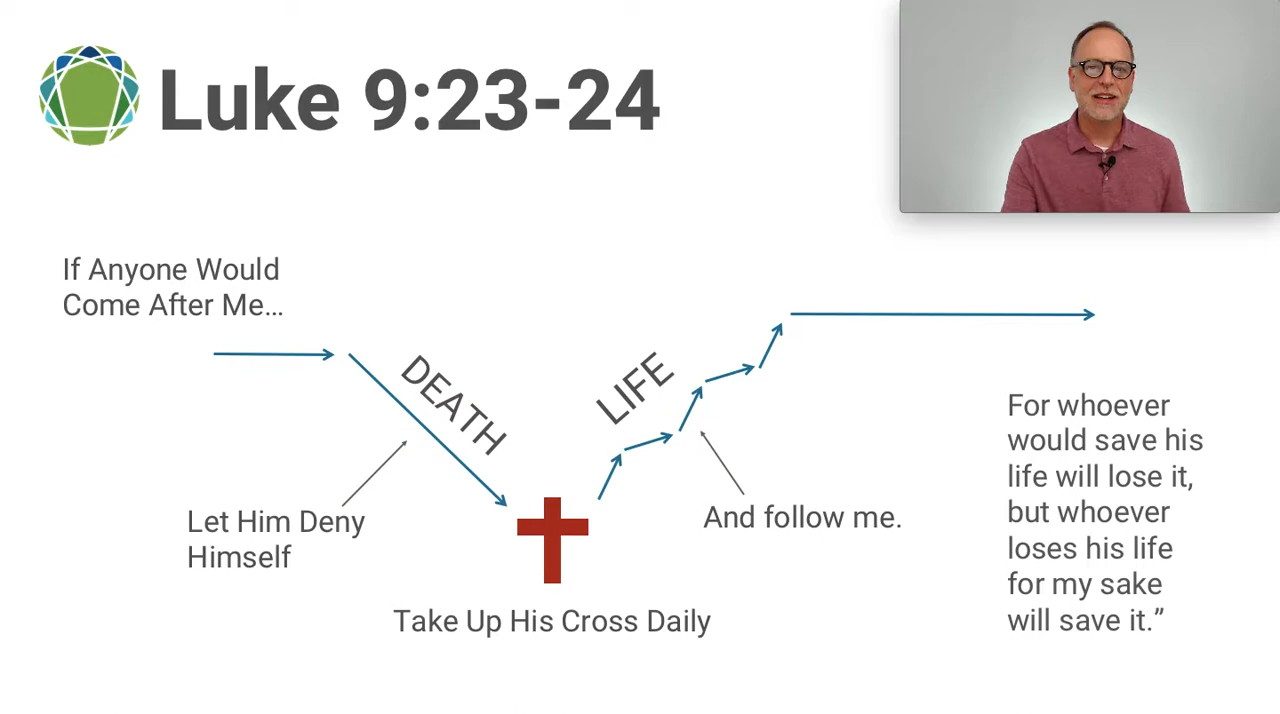 Luke 9:23-24
If Anyone Would
Come After Me…
DEATH
LIFE
Let Him Deny
Himself
And follow me.
Take Up His Cross Daily
For whoever
would save his
life will lose it,
but whoever
loses his life
for my sake
will save it.”